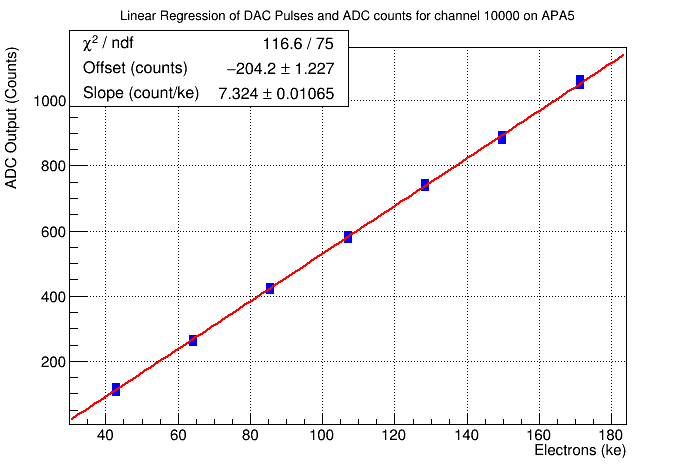 Linear Regression of DAC Pulses and ADC counts for channel 10000 on APA5
χ² / ndf 116.6 / 75
Offset (counts) −204.2 ± 1.227
Slope (count/ke) 7.324 ± 0.01065
ADC Output (Counts)
1000
800
600
400
200
40 60 80 100 120 140 160 180
Electrons (ke)